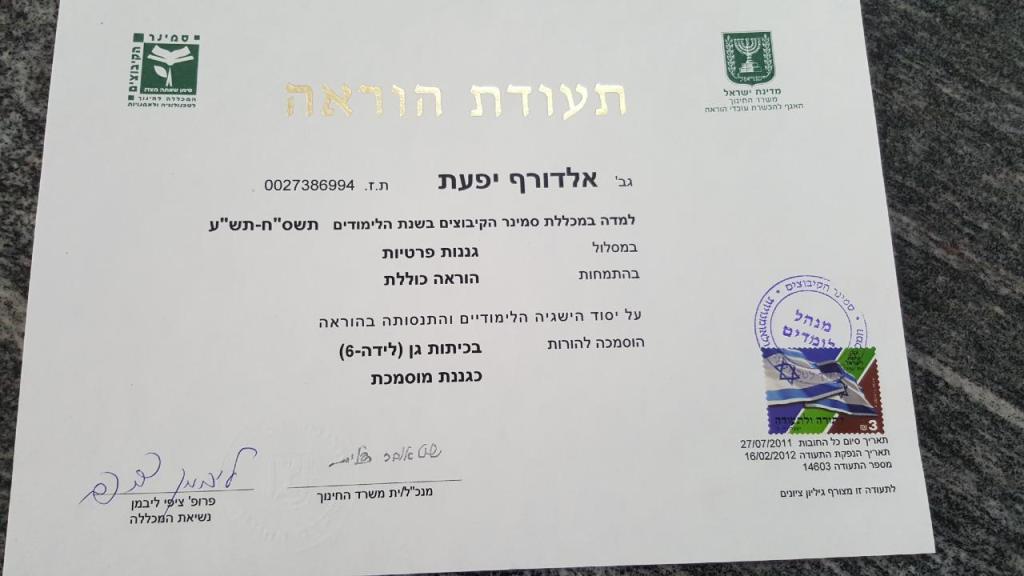 סמינר
הקיבוצים
המכללה לחינוך
לטכנולוגיה ולאמנויות
מדינת ישראל
משרד החינוך
האגף להכשרת עובדי הוראה
תעודת הוראה
גב' אלדורף יפעת ת.ז. 0027386994
למדה במכללת סמינר הקיבוצים בשנת הלימודים תשס"ח-תש"ע
במסלול גננות פרטיות
בהתמחות הוראה כוללת
על יסוד הישגיה הלימודיים והתנסותה בהוראה
הוסמכה להורות בכיתות גן (לידה-6)
כגננת מוסמכת
סמינר הקיבוצים
מנהל
לומדים
3
תאריך סיום כל החובות 27/07/2011
תאריך הנפקת התעודה 16/02/2012
מספר התעודה 14603
לתעודה זו מצורף גיליון ציונים
מנכ"ל/ית משרד החינוך
פרופ' ציפי ליבמן
נשיאת המכללה